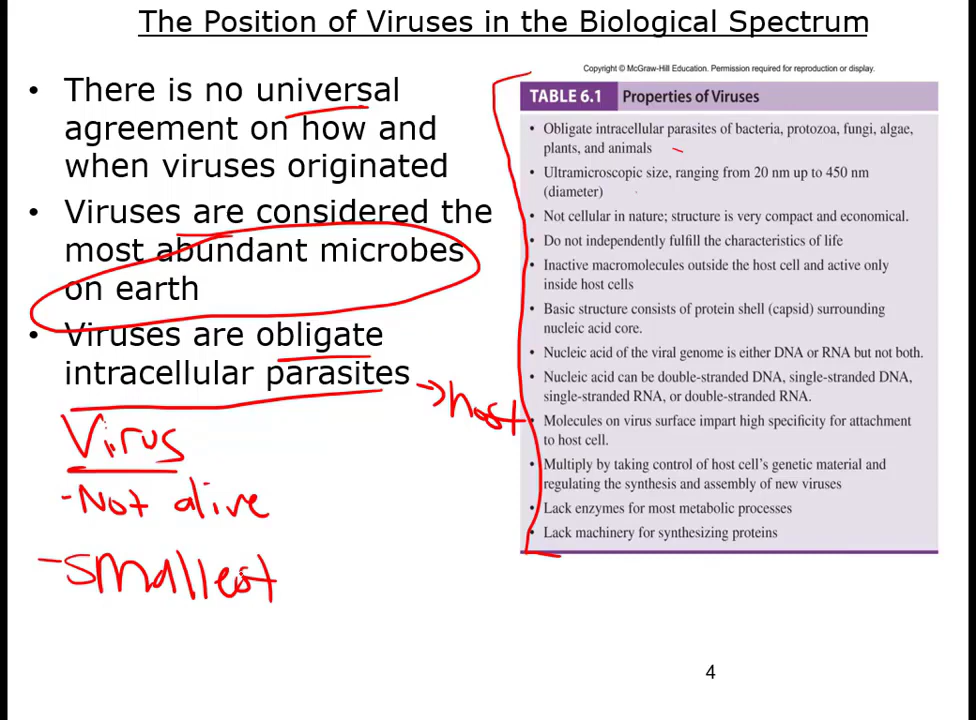 The Position of Viruses in the Biological Spectrum
• There is no universal
agreement on how and
when viruses originated
• Viruses are considered the
most abundant microbes
on earth
• Viruses are obligate
intracellular parasites
→ host
Virus
- Not alive
- smallest
Copyright © McGraw-Hill Education. Permission required for reproduction or display.
TABLE 6.1 Properties of Viruses
• Obligate intracellular parasites of bacteria, protozoa, fungi, algae,
plants, and animals
• Ultramicroscopic size, ranging from 20 nm up to 450 nm
(diameter)
• Not cellular in nature; structure is very compact and economical.
• Do not independently fulfill the characteristics of life
• Inactive macromolecules outside the host cell and active only
inside host cells
• Basic structure consists of protein shell (capsid) surrounding
nucleic acid core.
• Nucleic acid of the viral genome is either DNA or RNA but not both.
• Nucleic acid can be double-stranded DNA, single-stranded DNA,
single-stranded RNA, or double-stranded RNA.
• Molecules on virus surface impart high specificity for attachment
to host cell.
• Multiply by taking control of host cell’s genetic material and
regulating the synthesis and assembly of new viruses
• Lack enzymes for most metabolic processes
• Lack machinery for synthesizing proteins
4